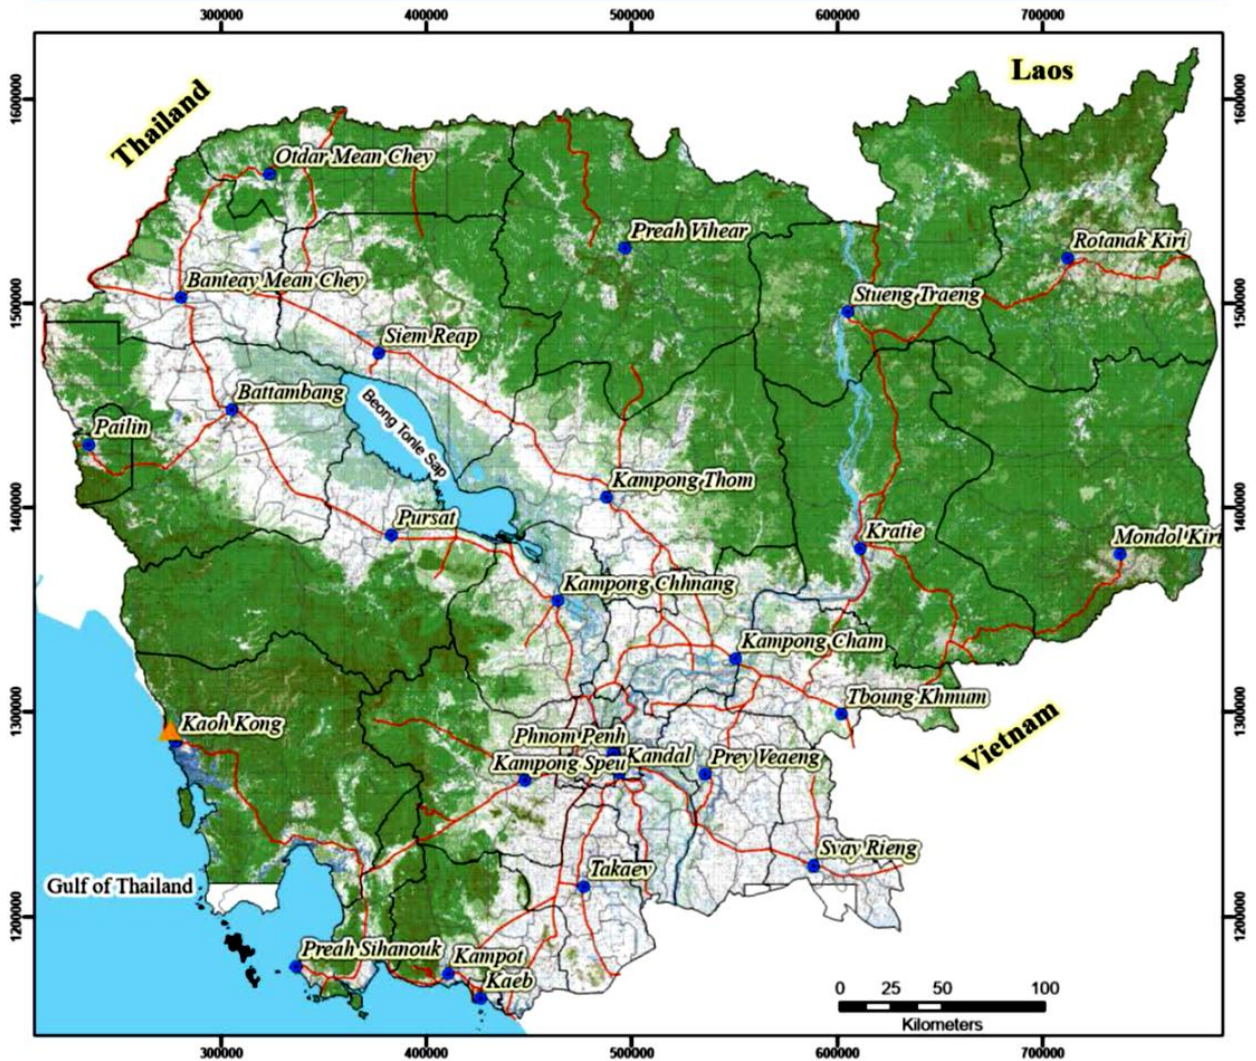 300000 400000 500000 600000 700000
1600000 1600000
Laos
Thailand
Otdar Mean Chey
Preah Vihear
Rotanak Kiri
Banteay Mean Chey
Stueng Traeng
1500000 1500000
Siem Reap
Battambang
Beong Tonle Sap
Pailin
Kampong Thom
1400000 1400000
Pursat
Kratie
Mondol Kiri
Kampong Chhnang
Kampong Cham
Tboung Khmum
1300000 1300000
Kaoh Kong
Vietnam
Phnom Penh
Kampong Speu
Kandal
Prey Veaeng
Svay Rieng
Takaev
Gulf of Thailand
1200000 1200000
Preah Sihanouk
Kampot
Kaeb
0 25 50 100
Kilometers
300000 400000 500000 600000 700000